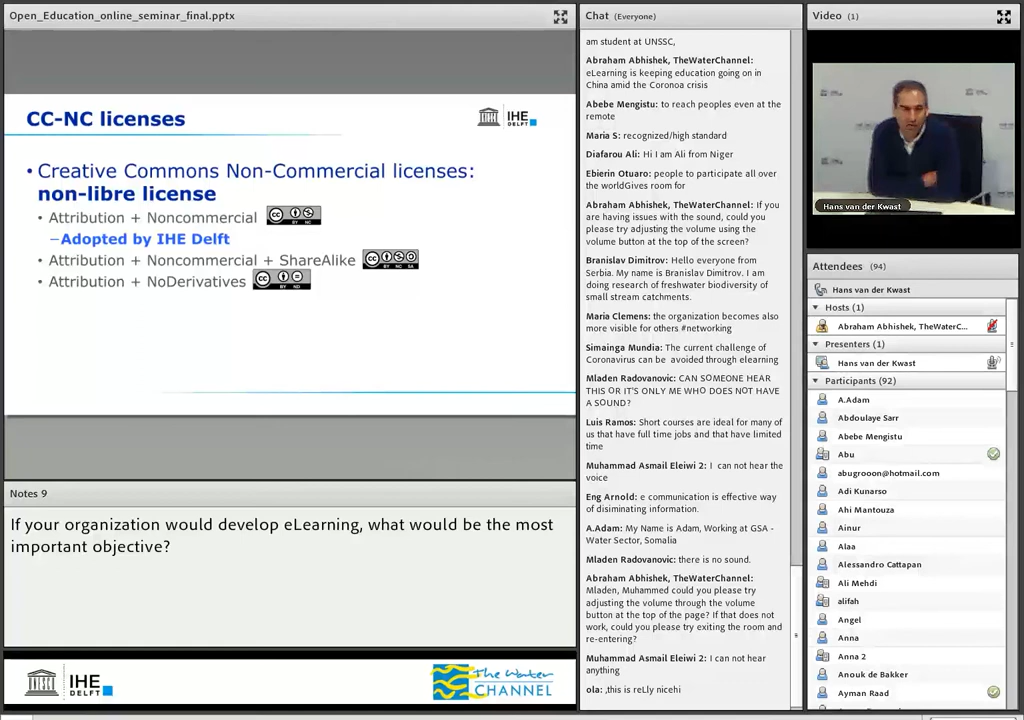 Open_Education_online_seminar_final.pptx
CC-NC licenses
IHE
DELFT
• Creative Commons Non-Commercial licenses:
non-libre license
• Attribution + Noncommercial
–Adopted by IHE Delft
• Attribution + Noncommercial + ShareAlike
• Attribution + NoDerivatives
Notes 9
If your organization would develop eLearning, what would be the most
important objective?
IHE
DELFT
The Water
CHANNEL
Chat (Everyone)
am student at UNSSC,
Abraham Abhishek, TheWaterChannel:
eLearning is keeping education going on in
China amid the Coronoa crisis
Abebe Mengistu: to reach peoples even at the
remote
Maria S: recognized/high standard
Diafarou Ali: Hi I am Ali from Niger
Ebierin Otuaro: people to participate all over
the worldGives room for
Abraham Abhishek, TheWaterChannel: If you
are having issues with the sound, could you
please try adjusting the volume using the
volume button at the top of the screen?
Branislav Dimitrov: Hello everyone from
Serbia. My name is Branislav Dimitrov. I am
doing research of freshwater biodiversity of
small stream catchments.
Maria Clemens: the organization becomes also
more visible for others #networking
Simainga Mundia: The current challenge of
Coronavirus can be avoided through elearning
Mladen Radovanovic: CAN SOMEONE HEAR
THIS OR IT'S ONLY ME WHO DOES NOT HAVE
A SOUND?
Luis Ramos: Short courses are ideal for many of
us that have full time jobs and that have limited
time
Muhammad Asmail Eleiwi 2: I can not hear the
voice
Eng Arnold: e communication is effective way
of disiminating information.
A.Adam: My Name is Adam, Working at GSA -
Water Sector, Somalia
Mladen Radovanovic: there is no sound.
Abraham Abhishek, TheWaterChannel:
Mladen, Muhammed could you please try
adjusting the volume through the volume
button at the top of the page? If that does not
work, could you please try exiting the room and
re-entering?
Muhammad Asmail Eleiwi 2: I can not hear
anything
ola: ,this is reLly nicehi
Video (1)
Hans van der Kwast
Attendees (94)
Hans van der Kwast
Hosts (1)
Abraham Abhishek, TheWaterC...
Presenters (1)
Hans van der Kwast
Participants (92)
A.Adam
Abdoulaye Sarr
Abebe Mengistu
Abu
abugrooon@hotmail.com
Adi Kunarso
Ahi Mantouza
Ainur
Alaa
Alessandro Cattapan
Ali Mehdi
alifah
Angel
Anna
Anna 2
Anouk de Bakker
Ayman Raad